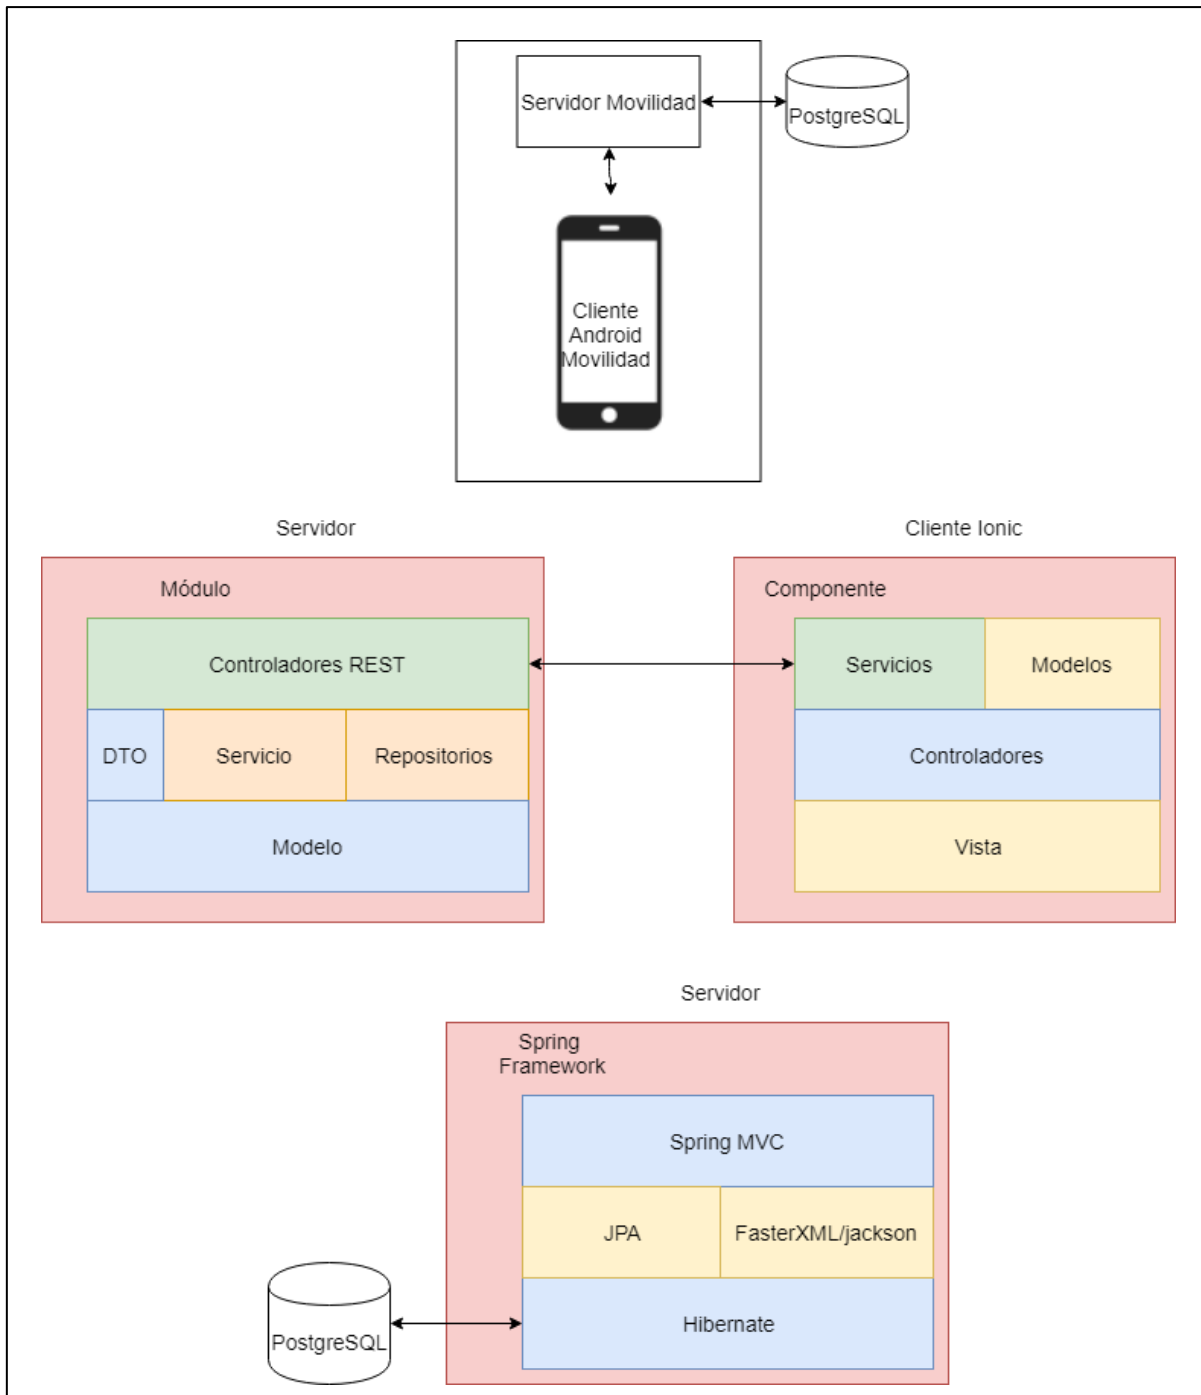 Servidor Movilidad
PostgreSQL
Cliente
Android
Movilidad
Servidor
Cliente Ionic
Módulo
Componente
Controladores REST
Servicios
Modelos
DTO
Servicio
Repositorios
Controladores
Modelo
Vista
Servidor
Spring
Framework
Spring MVC
JPA
FasterXML/jackson
Hibernate
PostgreSQL